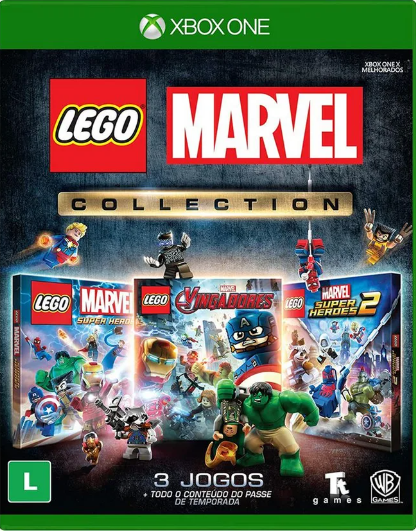 XBOX ONE
XBOX ONE X
MELHORADOS
LEGO MARVEL
COLLECTION
LEGO MARVEL
SUPER HEROES
LEGO
VINGADORES
LEGO MARVEL
SUPER
HEROES 2
L
3 JOGOS
+ TODO O CONTEÚDO DO PASSE
DE TEMPORADA
Tt
games
WB
GAMES